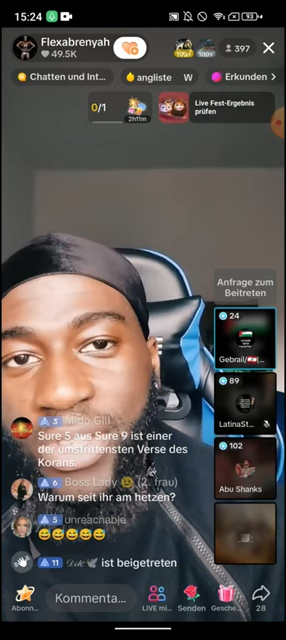 15:24
93
Flexabrenyah
49.5K
100+
100+
397
Chatten und Int...
angliste
W
Erkunden >
0/1
2h11m
Live Fest-Ergebnis
prüfen
Anfrage zum
Beitreten
24
Gebrail/
89
LatinaSt...
102
Abu Shanks
3 Mido Gill
Sure 5 aus Sure 9 ist einer
der umstrittensten Verse des
Korans.
6 Boss Lady (2. frau)
Warum seit ihr am hetzen?
5 unreachable
😅😅😅😅😅
11 ist beigetreten
Abonn...
Kommenta...
LIVE mi...
Senden
Gesche...
28